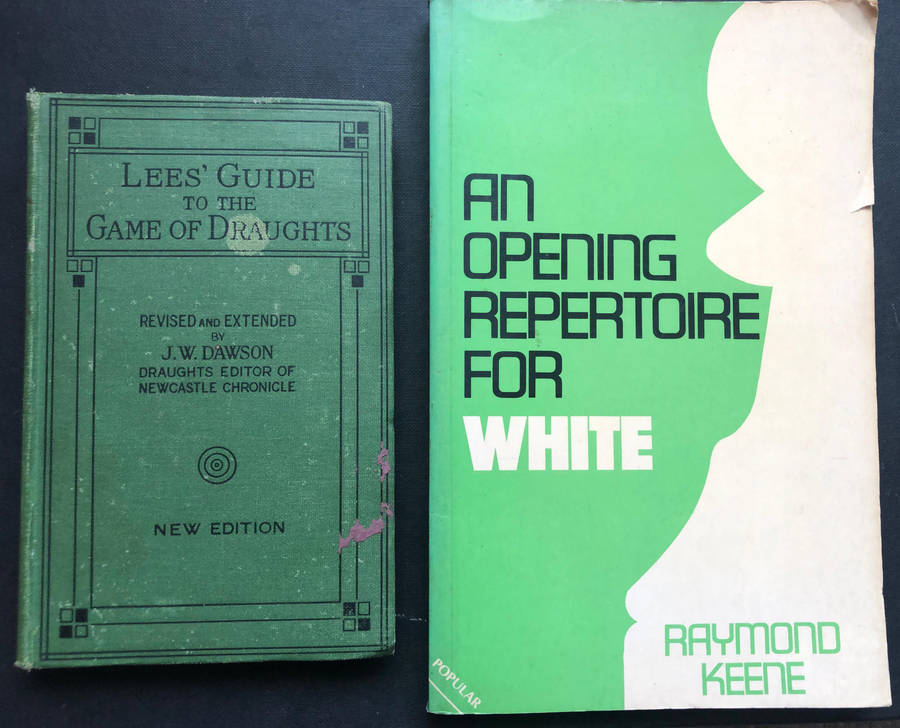 LEES' GUIDE
TO THE
GAME OF DRAUGHTS
REVISED AND EXTENDED
BY
J. W. DAWSON
DRAUGHTS EDITOR OF
NEWCASTLE CHRONICLE
NEW EDITION
AN
OPENING
REPERTOIRE
FOR
WHITE
RAYMOND
KEENE
POPULAR